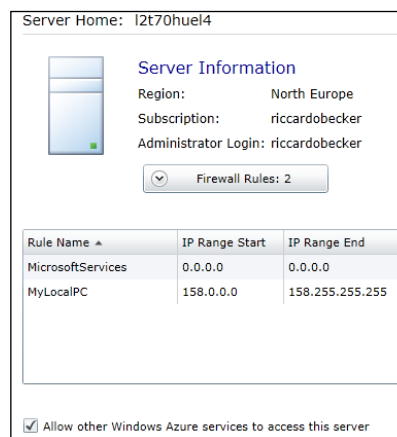 Server Home: l2t70huel4
Server Information
Region: North Europe
Subscription: riccardobecker
Administrator Login: riccardobecker
Firewall Rules: 2
Rule Name IP Range Start IP Range End
MicrosoftServices 0.0.0.0 0.0.0.0
MyLocalPC 158.0.0.0 158.255.255.255
Allow other Windows Azure services to access this server